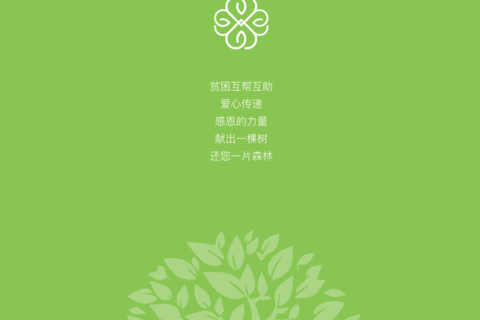 贫困互帮互助
爱心传递
感恩的力量
献出一棵树
还您一片森林